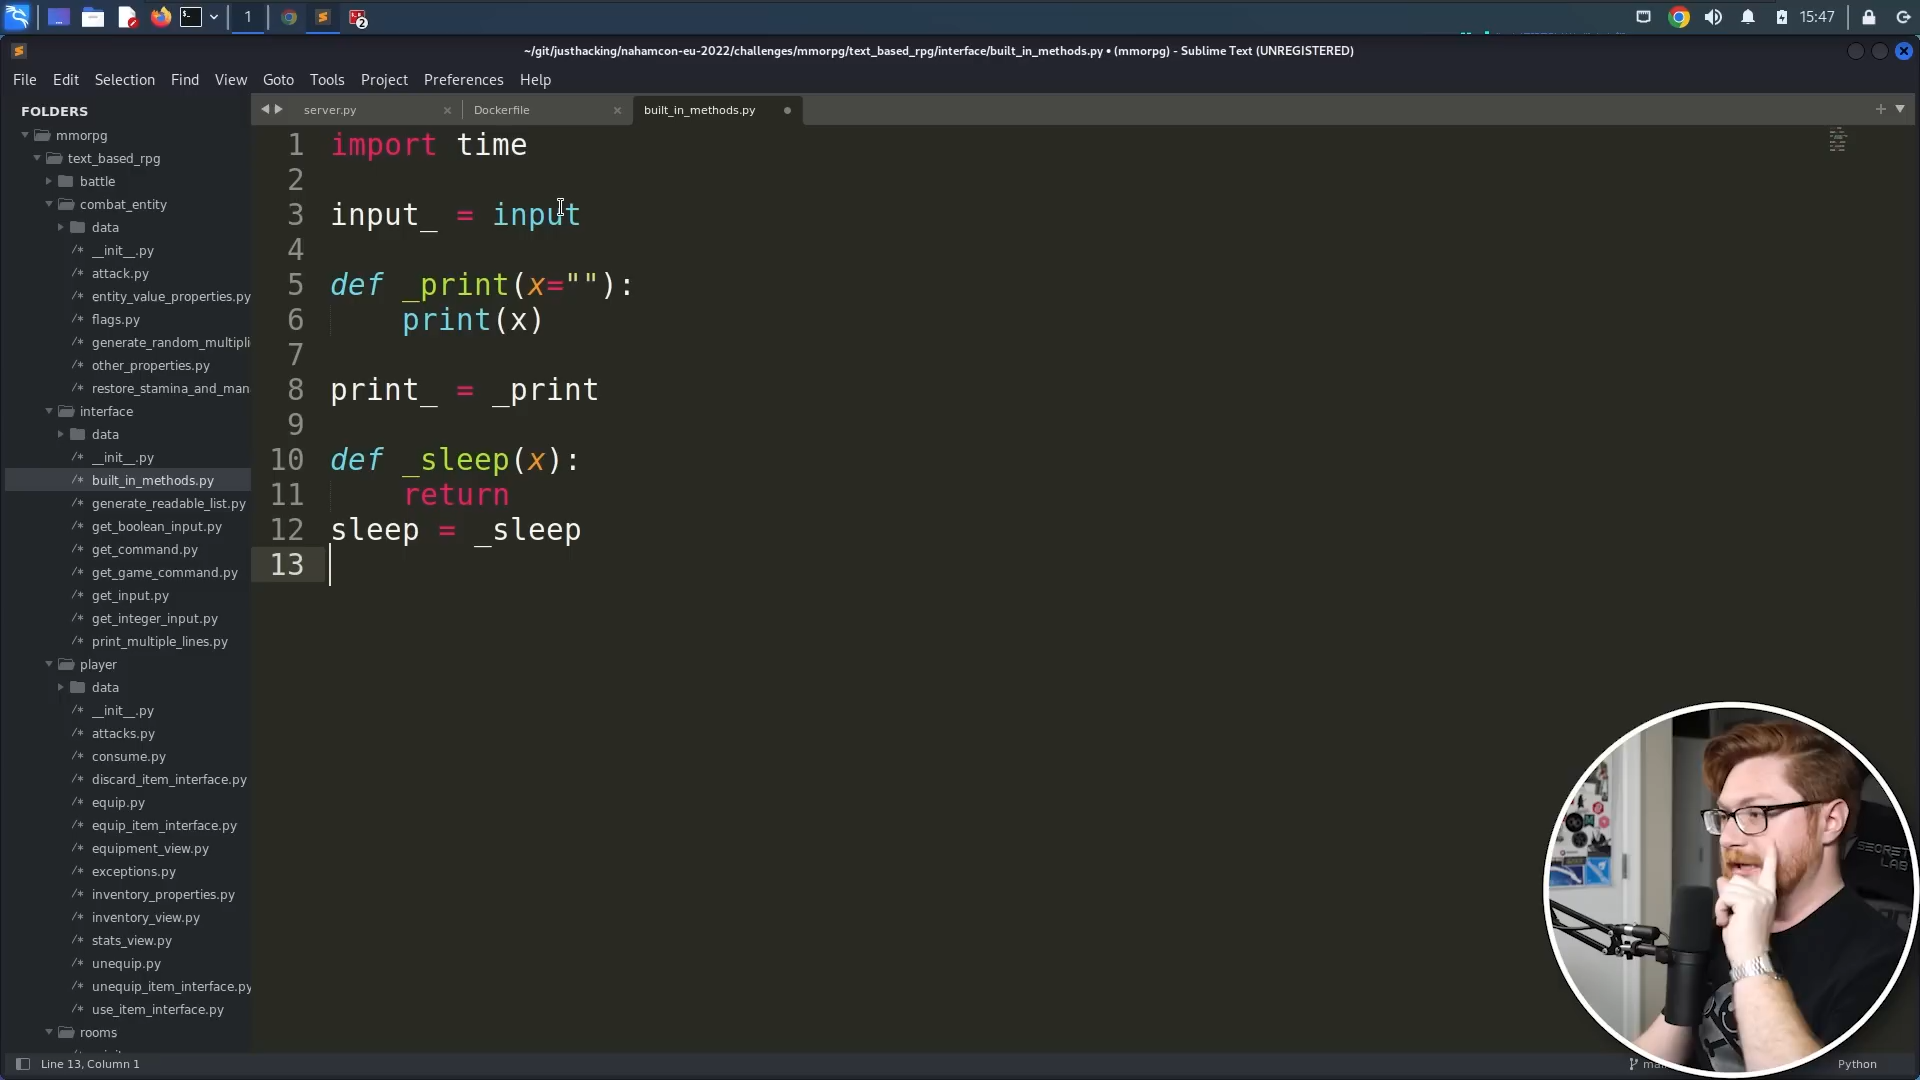 1
2
15:47
~/git/justhacking/nahamcon-eu-2022/challenges/mmorpg/text_based_rpg/interface/built_in_methods.py • (mmorpg) - Sublime Text (UNREGISTERED)
File Edit Selection Find View Goto Tools Project Preferences Help
FOLDERS
mmorpg
text_based_rpg
battle
combat_entity
data
/* __init__.py
/* attack.py
/* entity_value_properties.py
/* flags.py
/* generate_random_multipli
/* other_properties.py
/* restore_stamina_and_man
interface
data
/* __init__.py
/* built_in_methods.py
/* generate_readable_list.py
/* get_boolean_input.py
/* get_command.py
/* get_game_command.py
/* get_input.py
/* get_integer_input.py
/* print_multiple_lines.py
player
data
/* __init__.py
/* attacks.py
/* consume.py
/* discard_item_interface.py
/* equip.py
/* equip_item_interface.py
/* equipment_view.py
/* exceptions.py
/* inventory_properties.py
/* inventory_view.py
/* stats_view.py
/* unequip.py
/* unequip_item_interface.py
/* use_item_interface.py
rooms
server.py Dockerfile built_in_methods.py
1 import time
2
3 input_ = input
4
5 def _print(x=""):
6 print(x)
7
8 print_ = _print
9
10 def _sleep(x):
11 return
12 sleep = _sleep
13
SECRET
LAB
Line 13, Column 1
Python